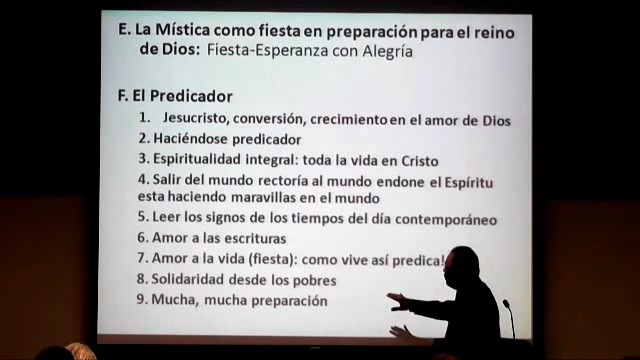 E. La Mística como fiesta en preparación para el reino
de Dios: Fiesta-Esperanza con Alegría
F. El Predicador
1. Jesucristo, conversión, crecimiento en el amor de Dios
2. Haciéndose predicador
3. Espiritualidad integral: toda la vida en Cristo
4. Salir del mundo rectoría al mundo endone el Espíritu
esta haciendo maravillas en el mundo
5. Leer los signos de los tiempos del día contemporáneo
6. Amor a las escrituras
7. Amor a la vida (fiesta): como vive así predica!
8. Solidaridad desde los pobres
9. Mucha, mucha preparación